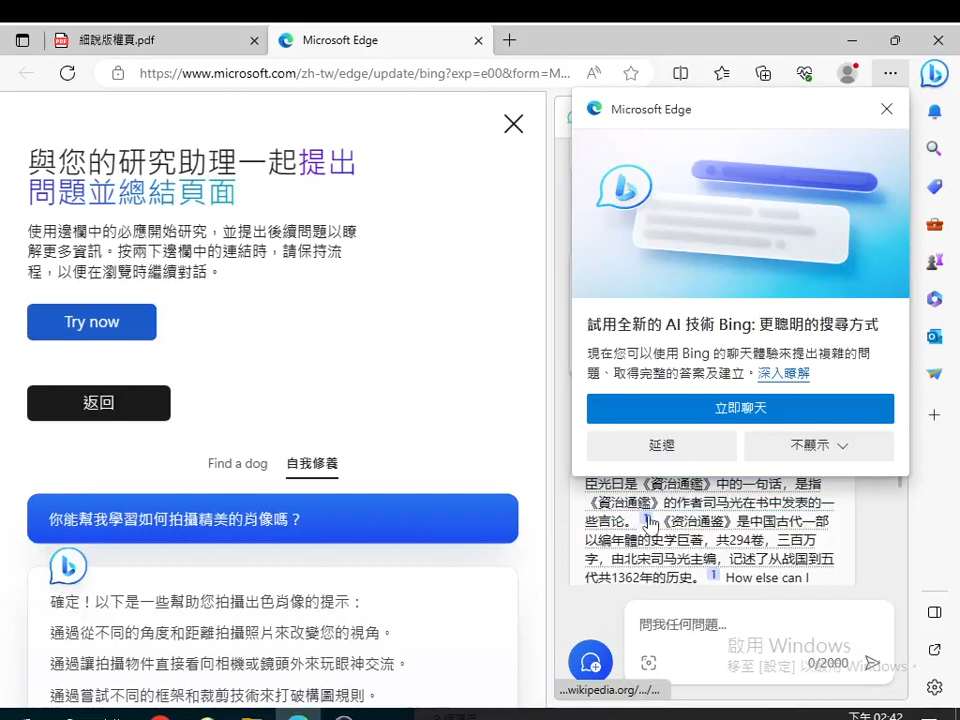 細說版權頁.pdf
Microsoft Edge
https://www.microsoft.com/zh-tw/edge/update/bing?exp=e00&form=M...
Microsoft Edge
與您的研究助理一起提出
問題並總結頁面
使用邊欄中的必應開始研究，並提出後續問題以瞭
解更多資訊。按兩下邊欄中的連結時，請保持流
程，以便在瀏覽時繼續對話。
Try now
返回
Find a dog
自我修養
你能幫我學習如何拍攝精美的肖像嗎？
確定！以下是一些幫助您拍攝出色肖像的提示：
通過從不同的角度和距離拍攝照片來改變您的視角。
通過讓拍攝物件直接看向相機或鏡頭外來玩眼神交流。
通過嘗試不同的框架和裁剪技術來打破構圖規則。
試用全新的 AI 技術 Bing: 更聰明的搜尋方式
現在您可以使用 Bing 的聊天體驗來提出複雜的問
題、取得完整的答案及建立。深入瞭解
立即聊天
延遲
不顯示
臣光曰是《資治通鑑》中的一句话，是指
《資治通鑑》的作者司马光在书中发表的一
些言论。 《资治通鉴》是中国古代一部
以编年體的史学巨著，共294卷，三百万
字，由北宋司马光主编，记述了从战国到五
代共1362年的历史。 1 How else can I
問我任何問題...
啟用 Windows
移至 [設定] 以啟用 Windows。
0/2000
...wikipedia.org/.../...
下午 02:42